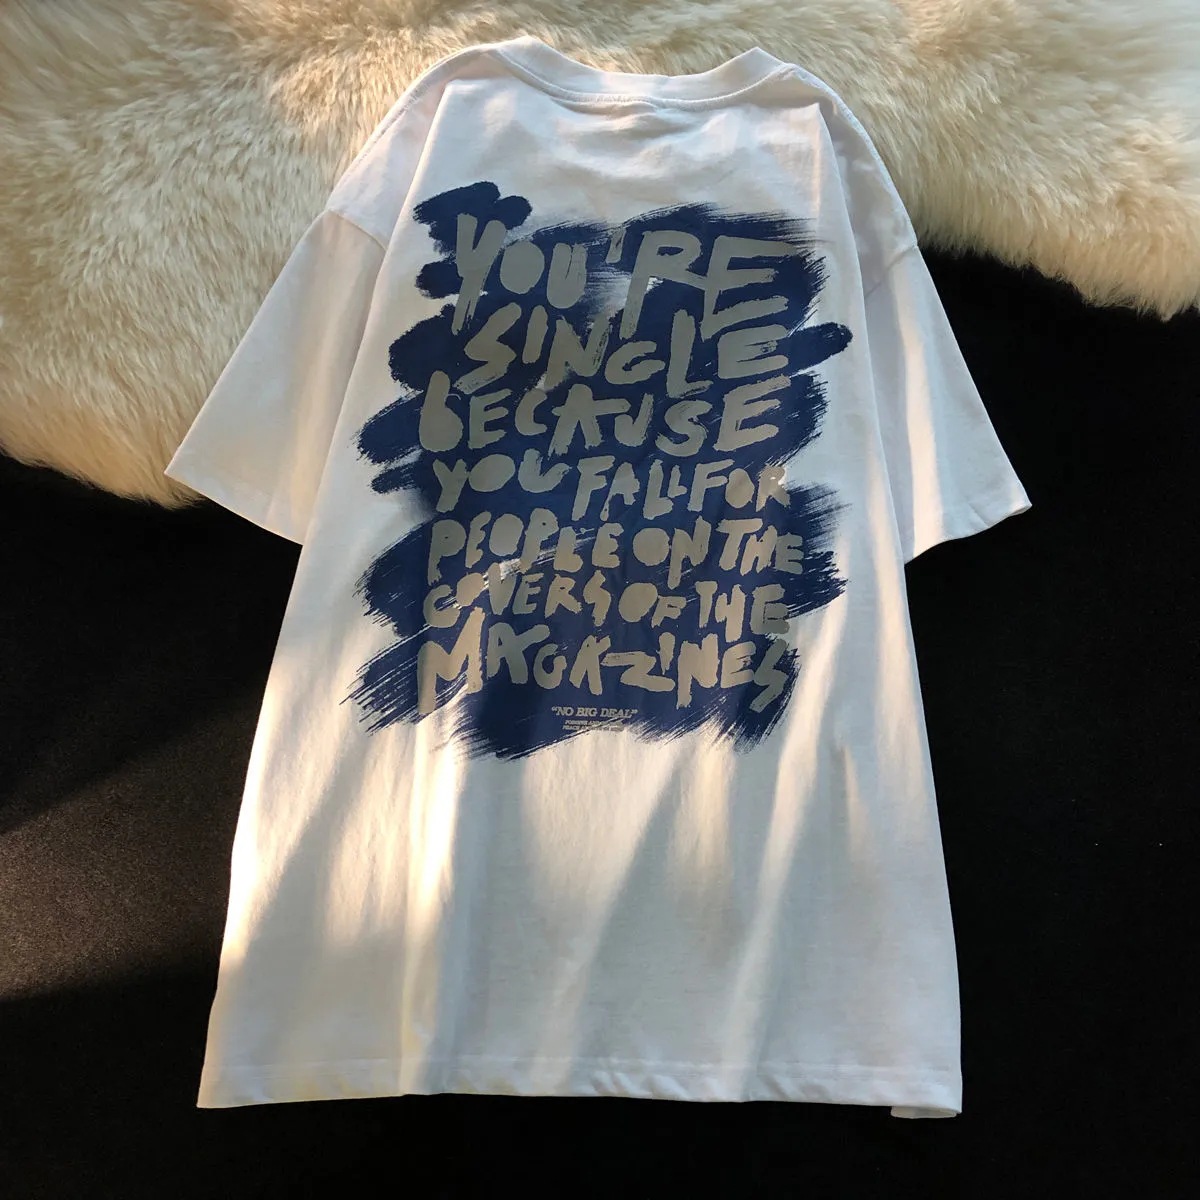 YOU'RE
SINGLE
BECAUSE
YOU FALL FOR
PEOPLE ON THE
COVERS OF THE
MAGAZINES
"NO BIG DEAL"